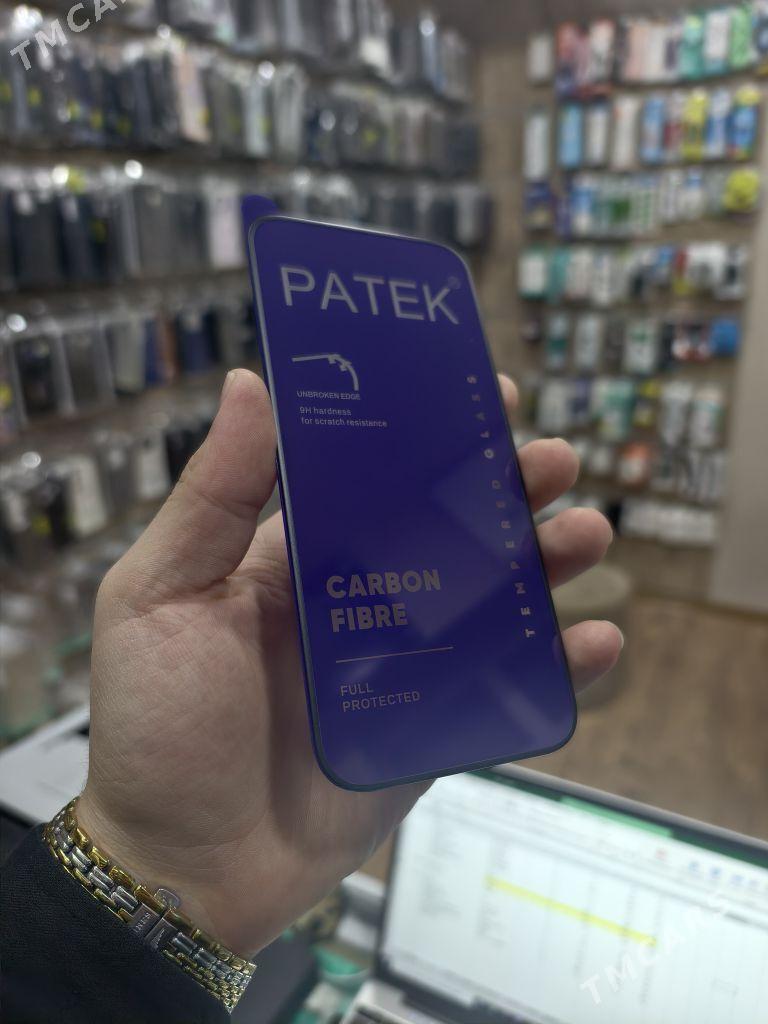 TMCARS
PATEK®
UNBROKEN EDGE
9H hardness
for scratch resistance
TEMPERED GLASS
CARBON
FIBRE
FULL
PROTECTED
TMCARS